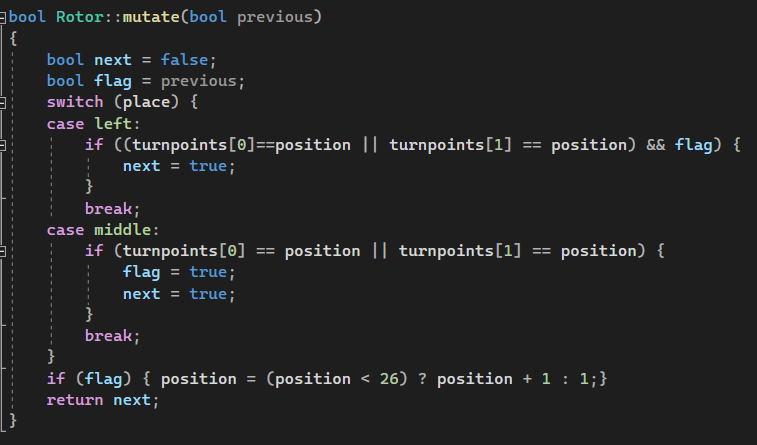 bool Rotor::mutate(bool previous)
{
    bool next = false;
    bool flag = previous;
    switch (place) {
    case left:
        if ((turnpoints[0]==position || turnpoints[1] == position) && flag) {
            next = true;
        }
        break;
    case middle:
        if (turnpoints[0] == position || turnpoints[1] == position) {
            flag = true;
            next = true;
        }
        break;
    }
    if (flag) { position = (position < 26) ? position + 1 : 1;}
    return next;
}